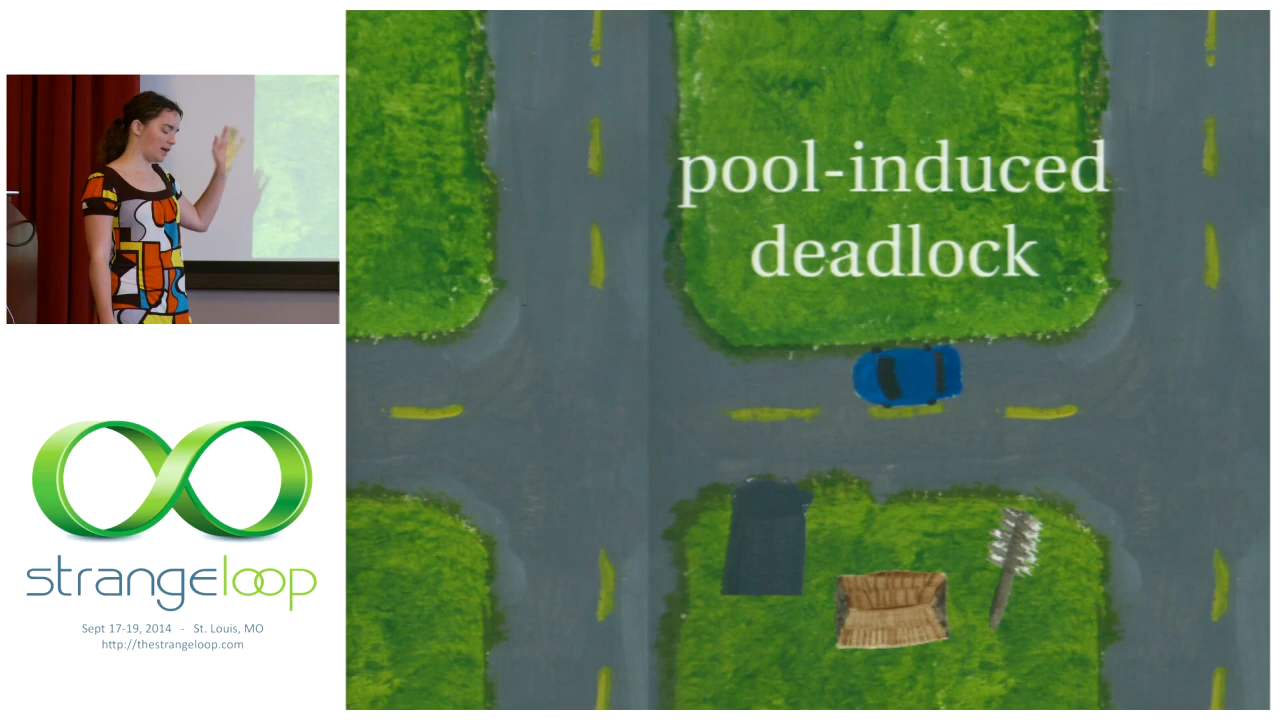 pool-induced
deadlock
strangeloop
Sept 17-19, 2014 - St. Louis, MO
http://thestrangeloop.com